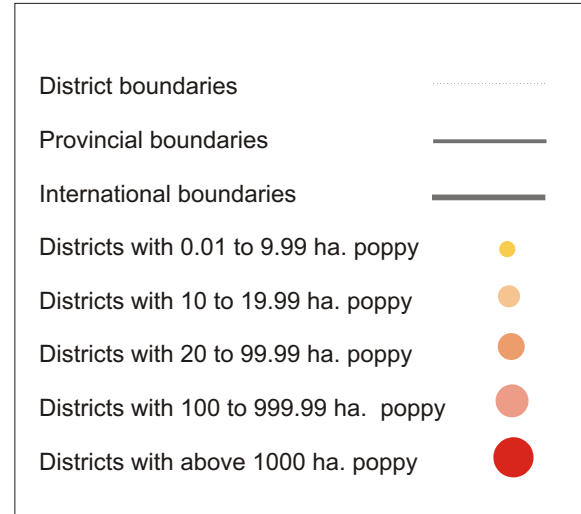 District boundaries
Provincial boundaries
International boundaries
Districts with 0.01 to 9.99 ha. poppy
Districts with 10 to 19.99 ha. poppy
Districts with 20 to 99.99 ha. poppy
Districts with 100 to 999.99 ha.  poppy
Districts with above 1000 ha. poppy